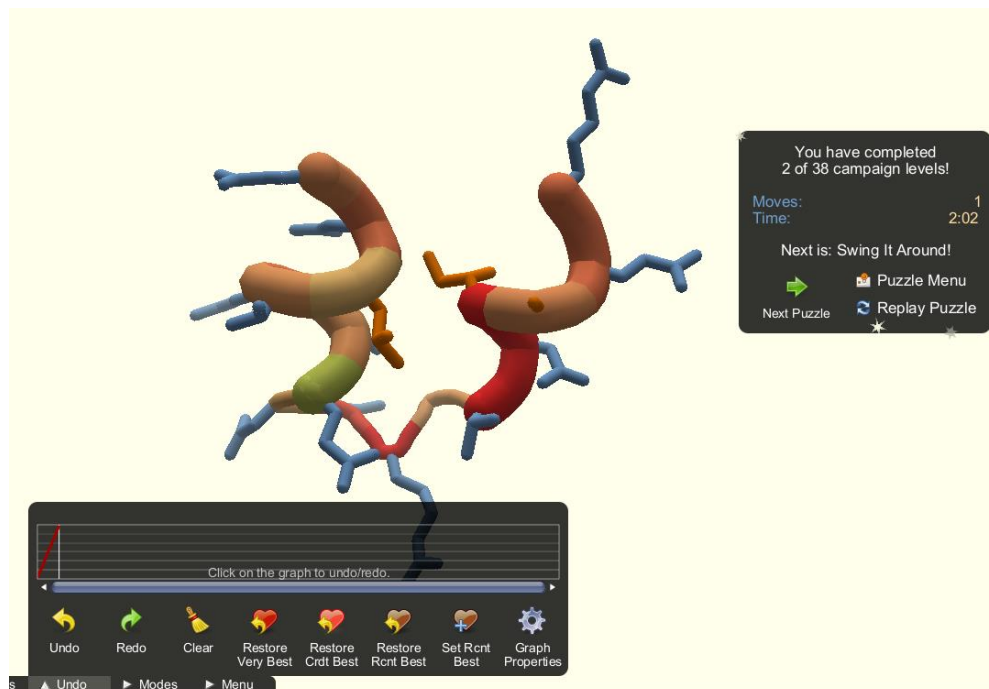 You have completed
2 of 38 campaign levels!
Moves: 1
Time: 2:02
Next is: Swing It Around!
Next Puzzle
Puzzle Menu
Replay Puzzle
Click on the graph to undo/redo.
Undo
Redo
Clear
Restore
Very Best
Restore
Crdt Best
Restore
Rcnt Best
Set Rcnt
Best
Graph
Properties
s
Undo
Modes
Menu